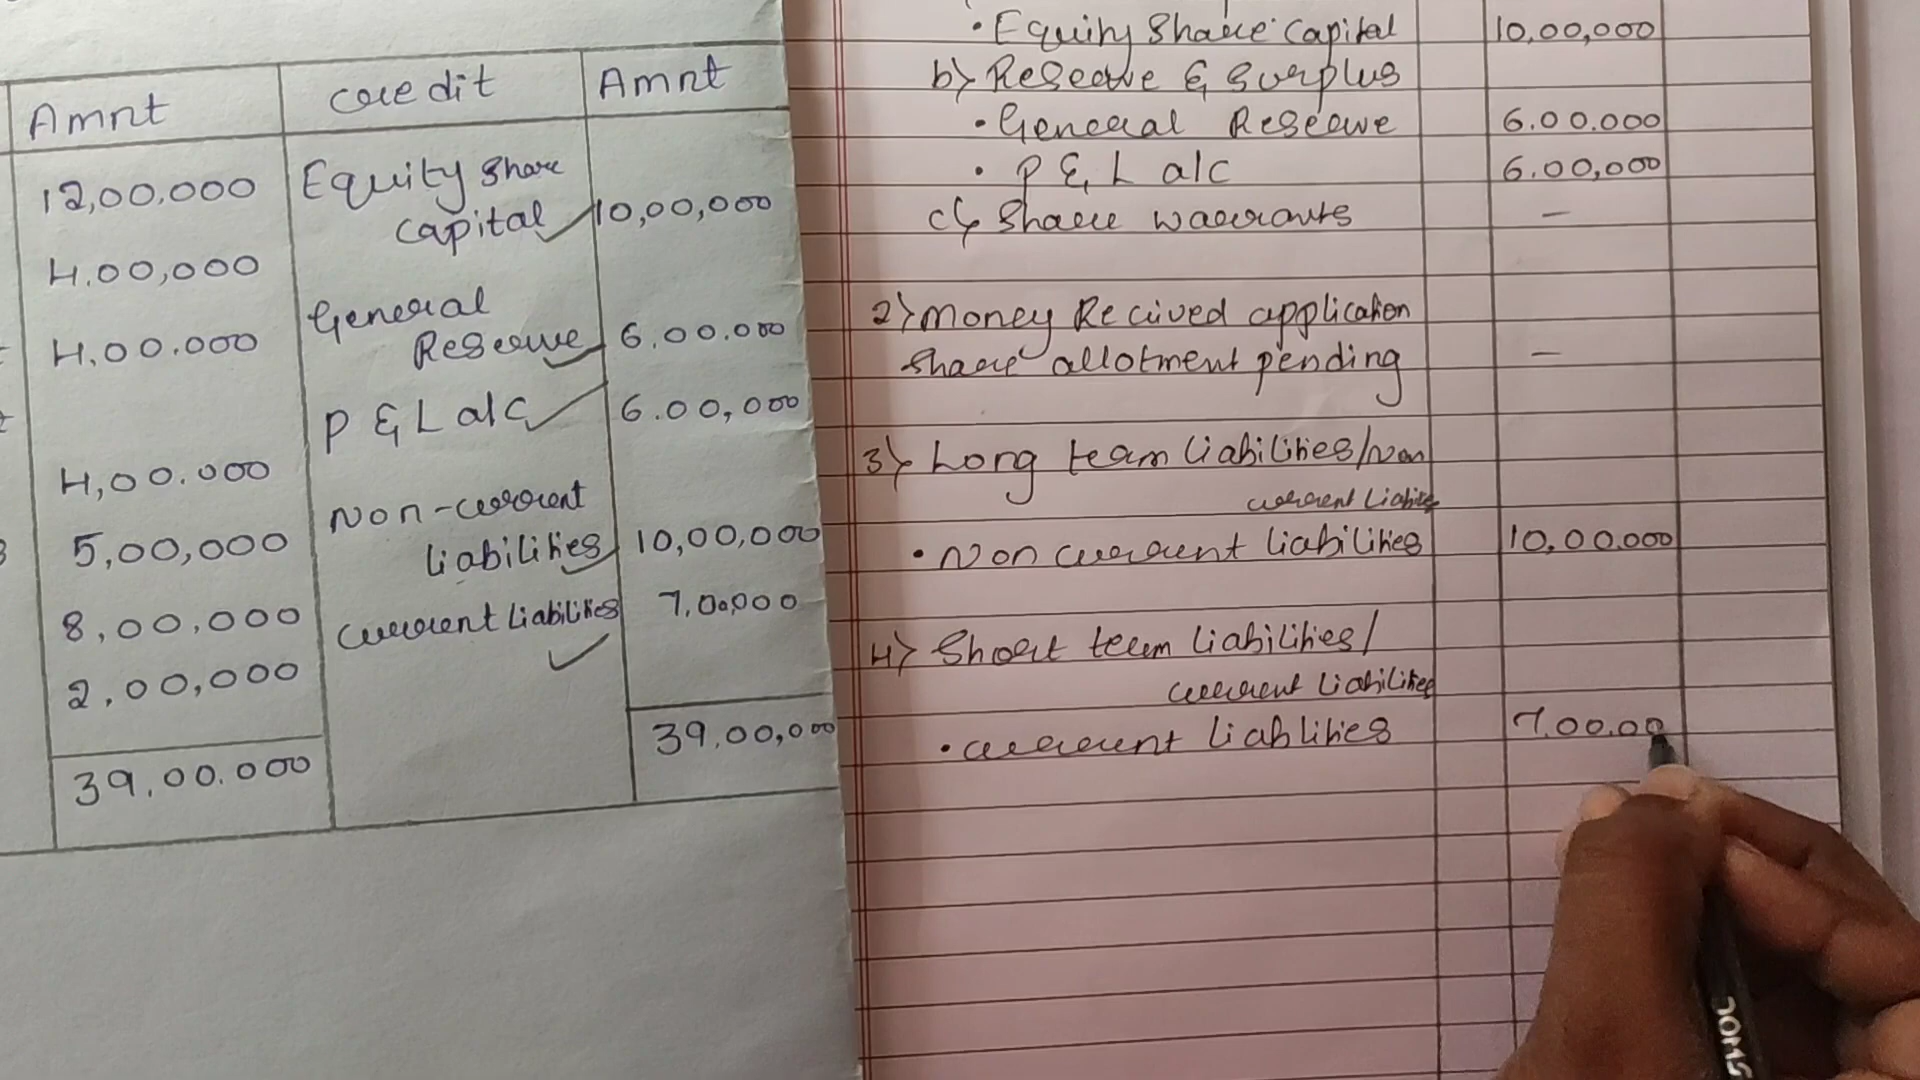 Amnt credit Amnt
12,00,000 Equity Share
capital 10,00,000
4.00,000
General
4,00.000 Reserve 6.00.000
P & L a/c 6.00,000
4,00.000
Non-current
5,00,000 liabilities 10,00,000
8,00,000 current liabilities 7,00,000
2,00,000
39,00,000
39,00.000
• Equity Share capital 10,00,000
b) Reserve & Surplus
• General Reserve 6.00.000
• P & L a/c 6.00,000
c) Share warrants —
2) Money Recived application
share allotment pending —
3) Long term liabilities/Non
current Liabilities
• Non current liabilities 10,00.000
4) Short term liabilities/
current liabilities
• current liablities 7,00.00
DOMS